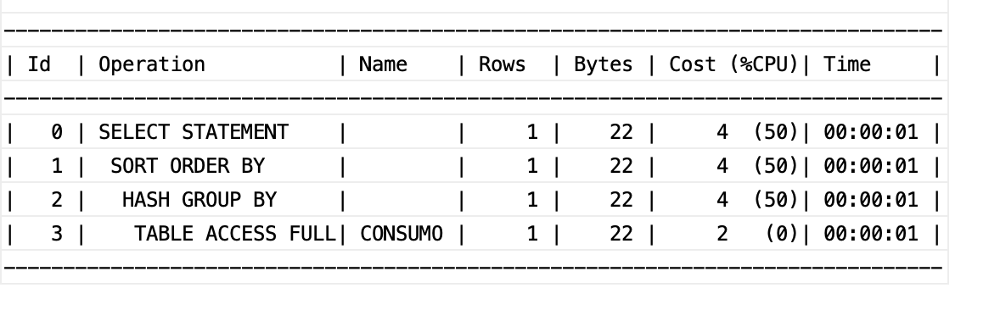 --------------------------------------------------------------------------------
| Id  | Operation           | Name    | Rows  | Bytes | Cost (%CPU)| Time     |
--------------------------------------------------------------------------------
|   0 | SELECT STATEMENT    |         |     1 |    22 |     4  (50)| 00:00:01 |
|   1 |  SORT ORDER BY      |         |     1 |    22 |     4  (50)| 00:00:01 |
|   2 |   HASH GROUP BY     |         |     1 |    22 |     4  (50)| 00:00:01 |
|   3 |    TABLE ACCESS FULL| CONSUMO |     1 |    22 |     2   (0)| 00:00:01 |
--------------------------------------------------------------------------------